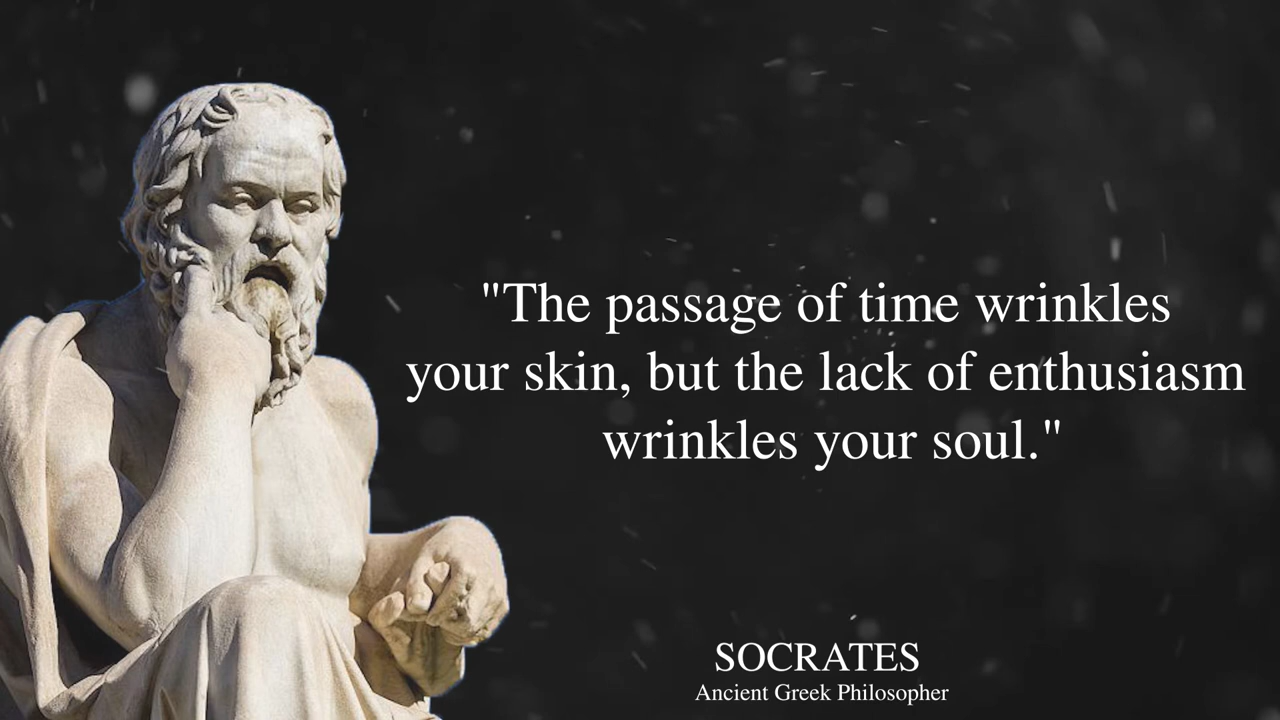 "The passage of time wrinkles
your skin, but the lack of enthusiasm
wrinkles your soul."
SOCRATES
Ancient Greek Philosopher